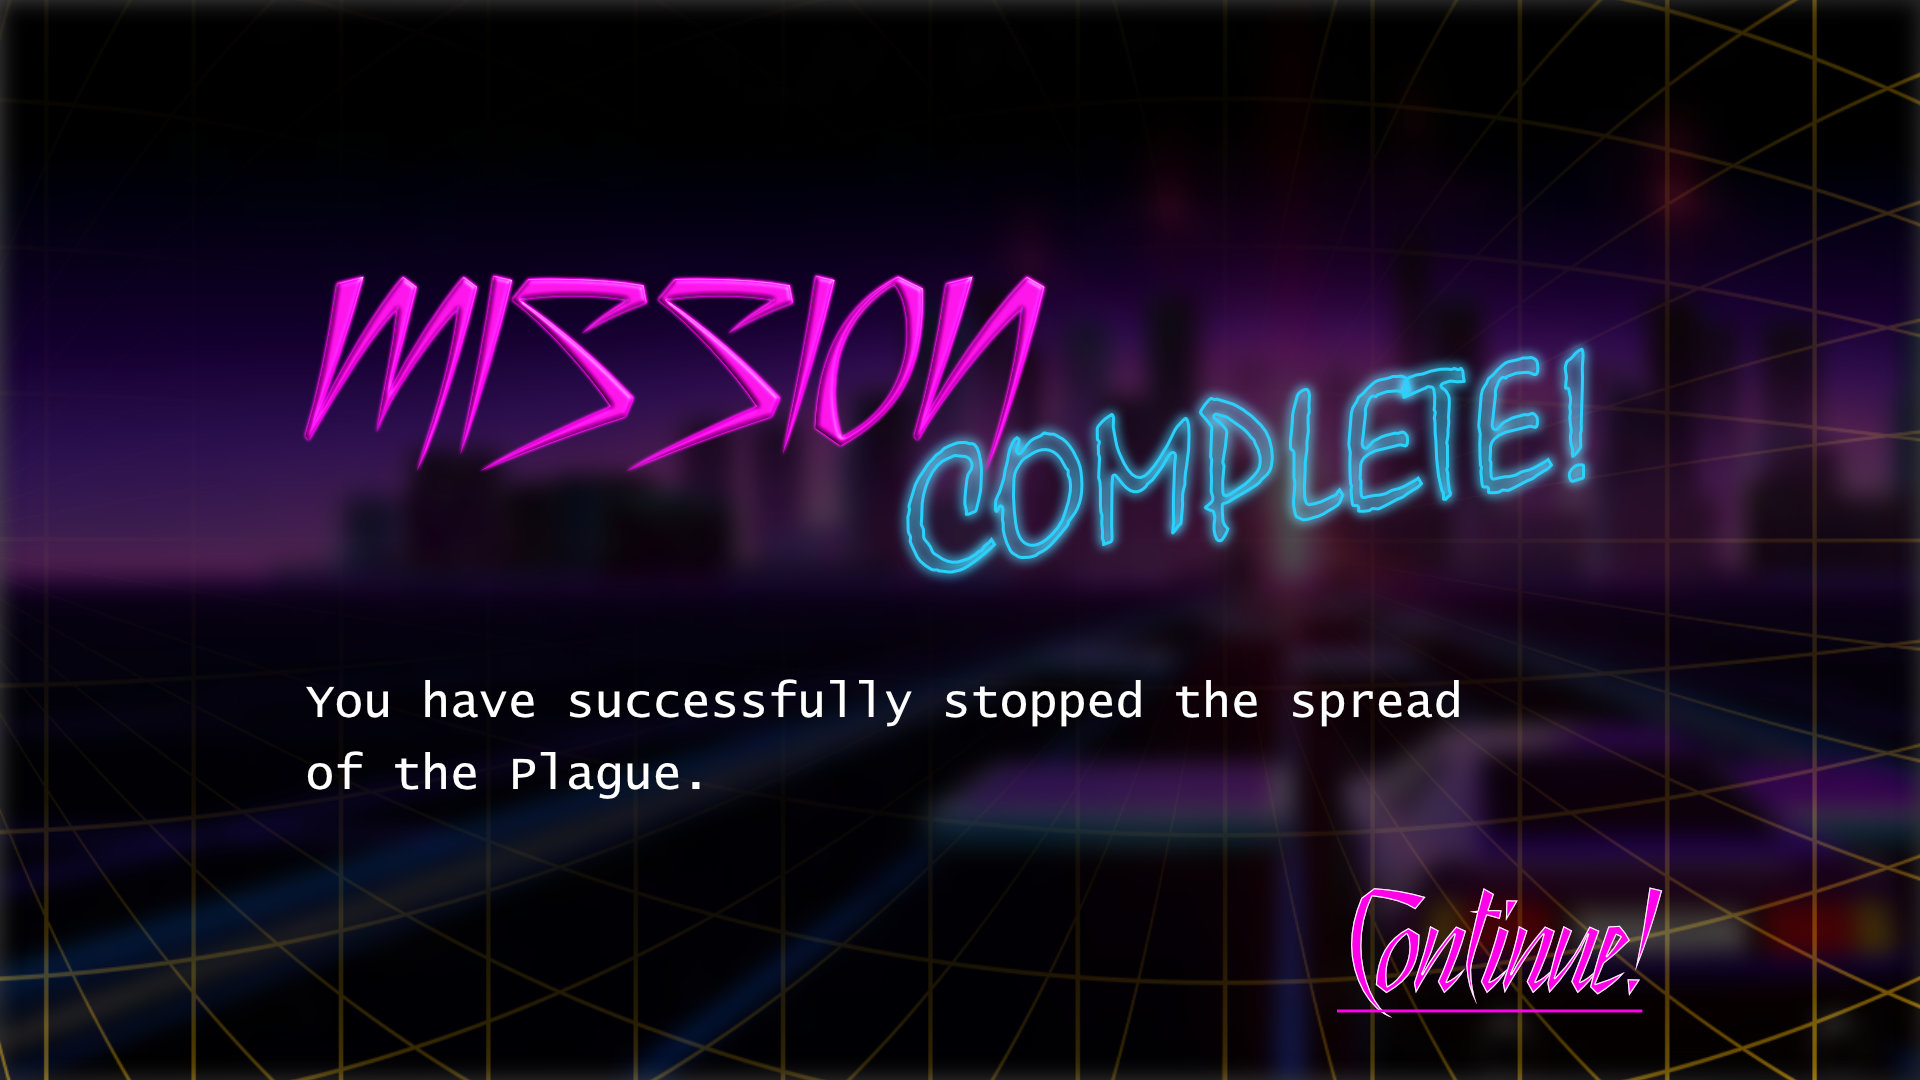 MISSION
COMPLETE!
You have successfully stopped the spread
of the Plague.
Continue!